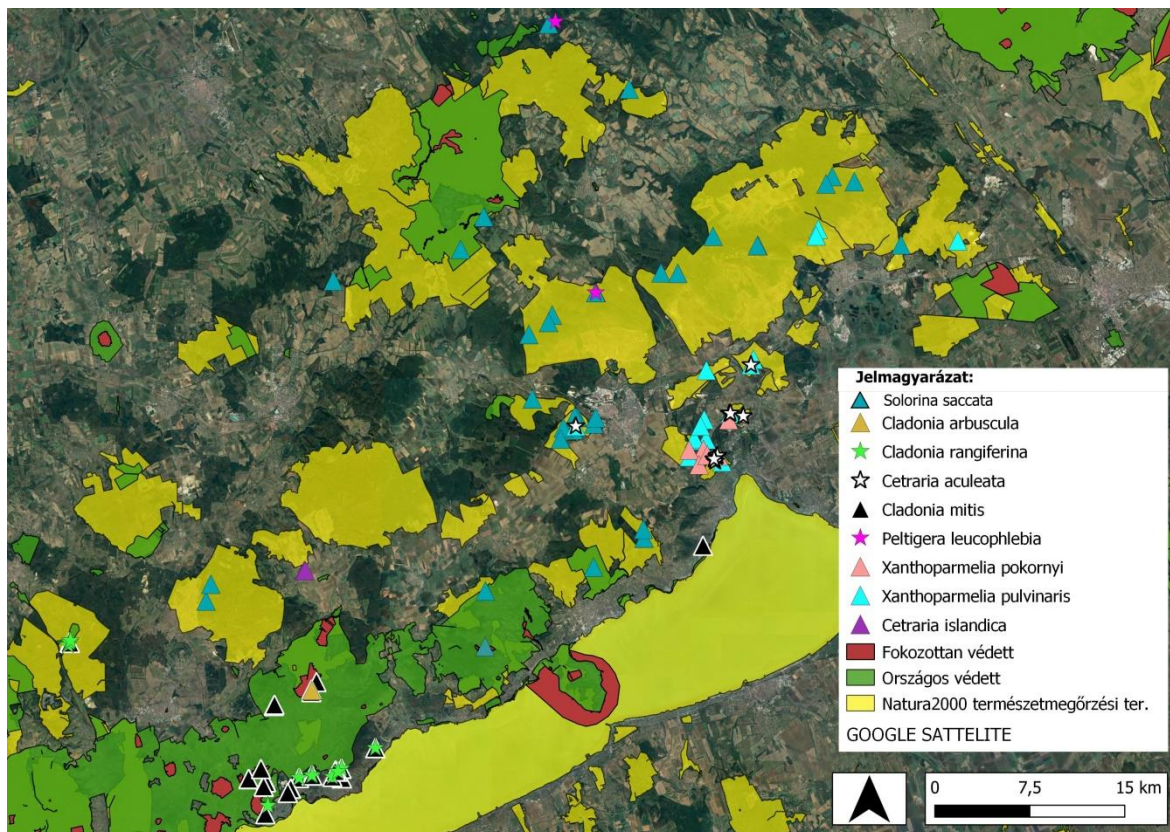 Jelmagyarázat:
Solorina saccata
Cladonia arbuscula
Cladonia rangiferina
Cetraria aculeata
Cladonia mitis
Peltigera leucophlebia
Xanthoparmelia pokornyi
Xanthoparmelia pulvinaris
Cetraria islandica
Fokozottan védett
Országos védett
Natura2000 természetmegőrzési ter.
GOOGLE SATTELITE
0 7,5 15 km